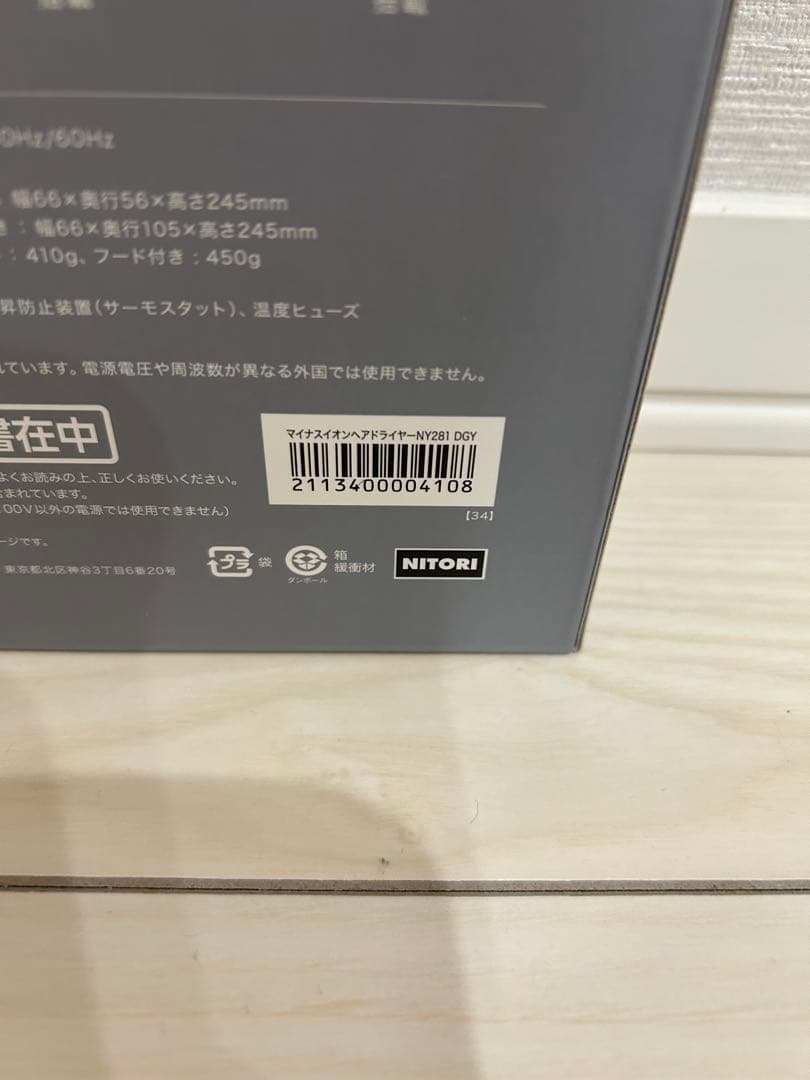 搭載
搭載
0Hz/60Hz
幅66×奥行56×高さ245mm
き：幅66×奥行105×高さ245mm
：410g、フード付き：450g
昇防止装置（サーモスタット）、温度ヒューズ
れています。電源電圧や周波数が異なる外国では使用できません。
書在中
よくお読みの上、正しくお使いください。
含まれています。
00V以外の電源では使用できません）
ージです。
東京都北区神谷3丁目6番20号
マイナスイオンヘアドライヤーNY281 DGY
2113400004108
【34】
プラ 袋
ダンボール
箱
緩衝材
NITORI